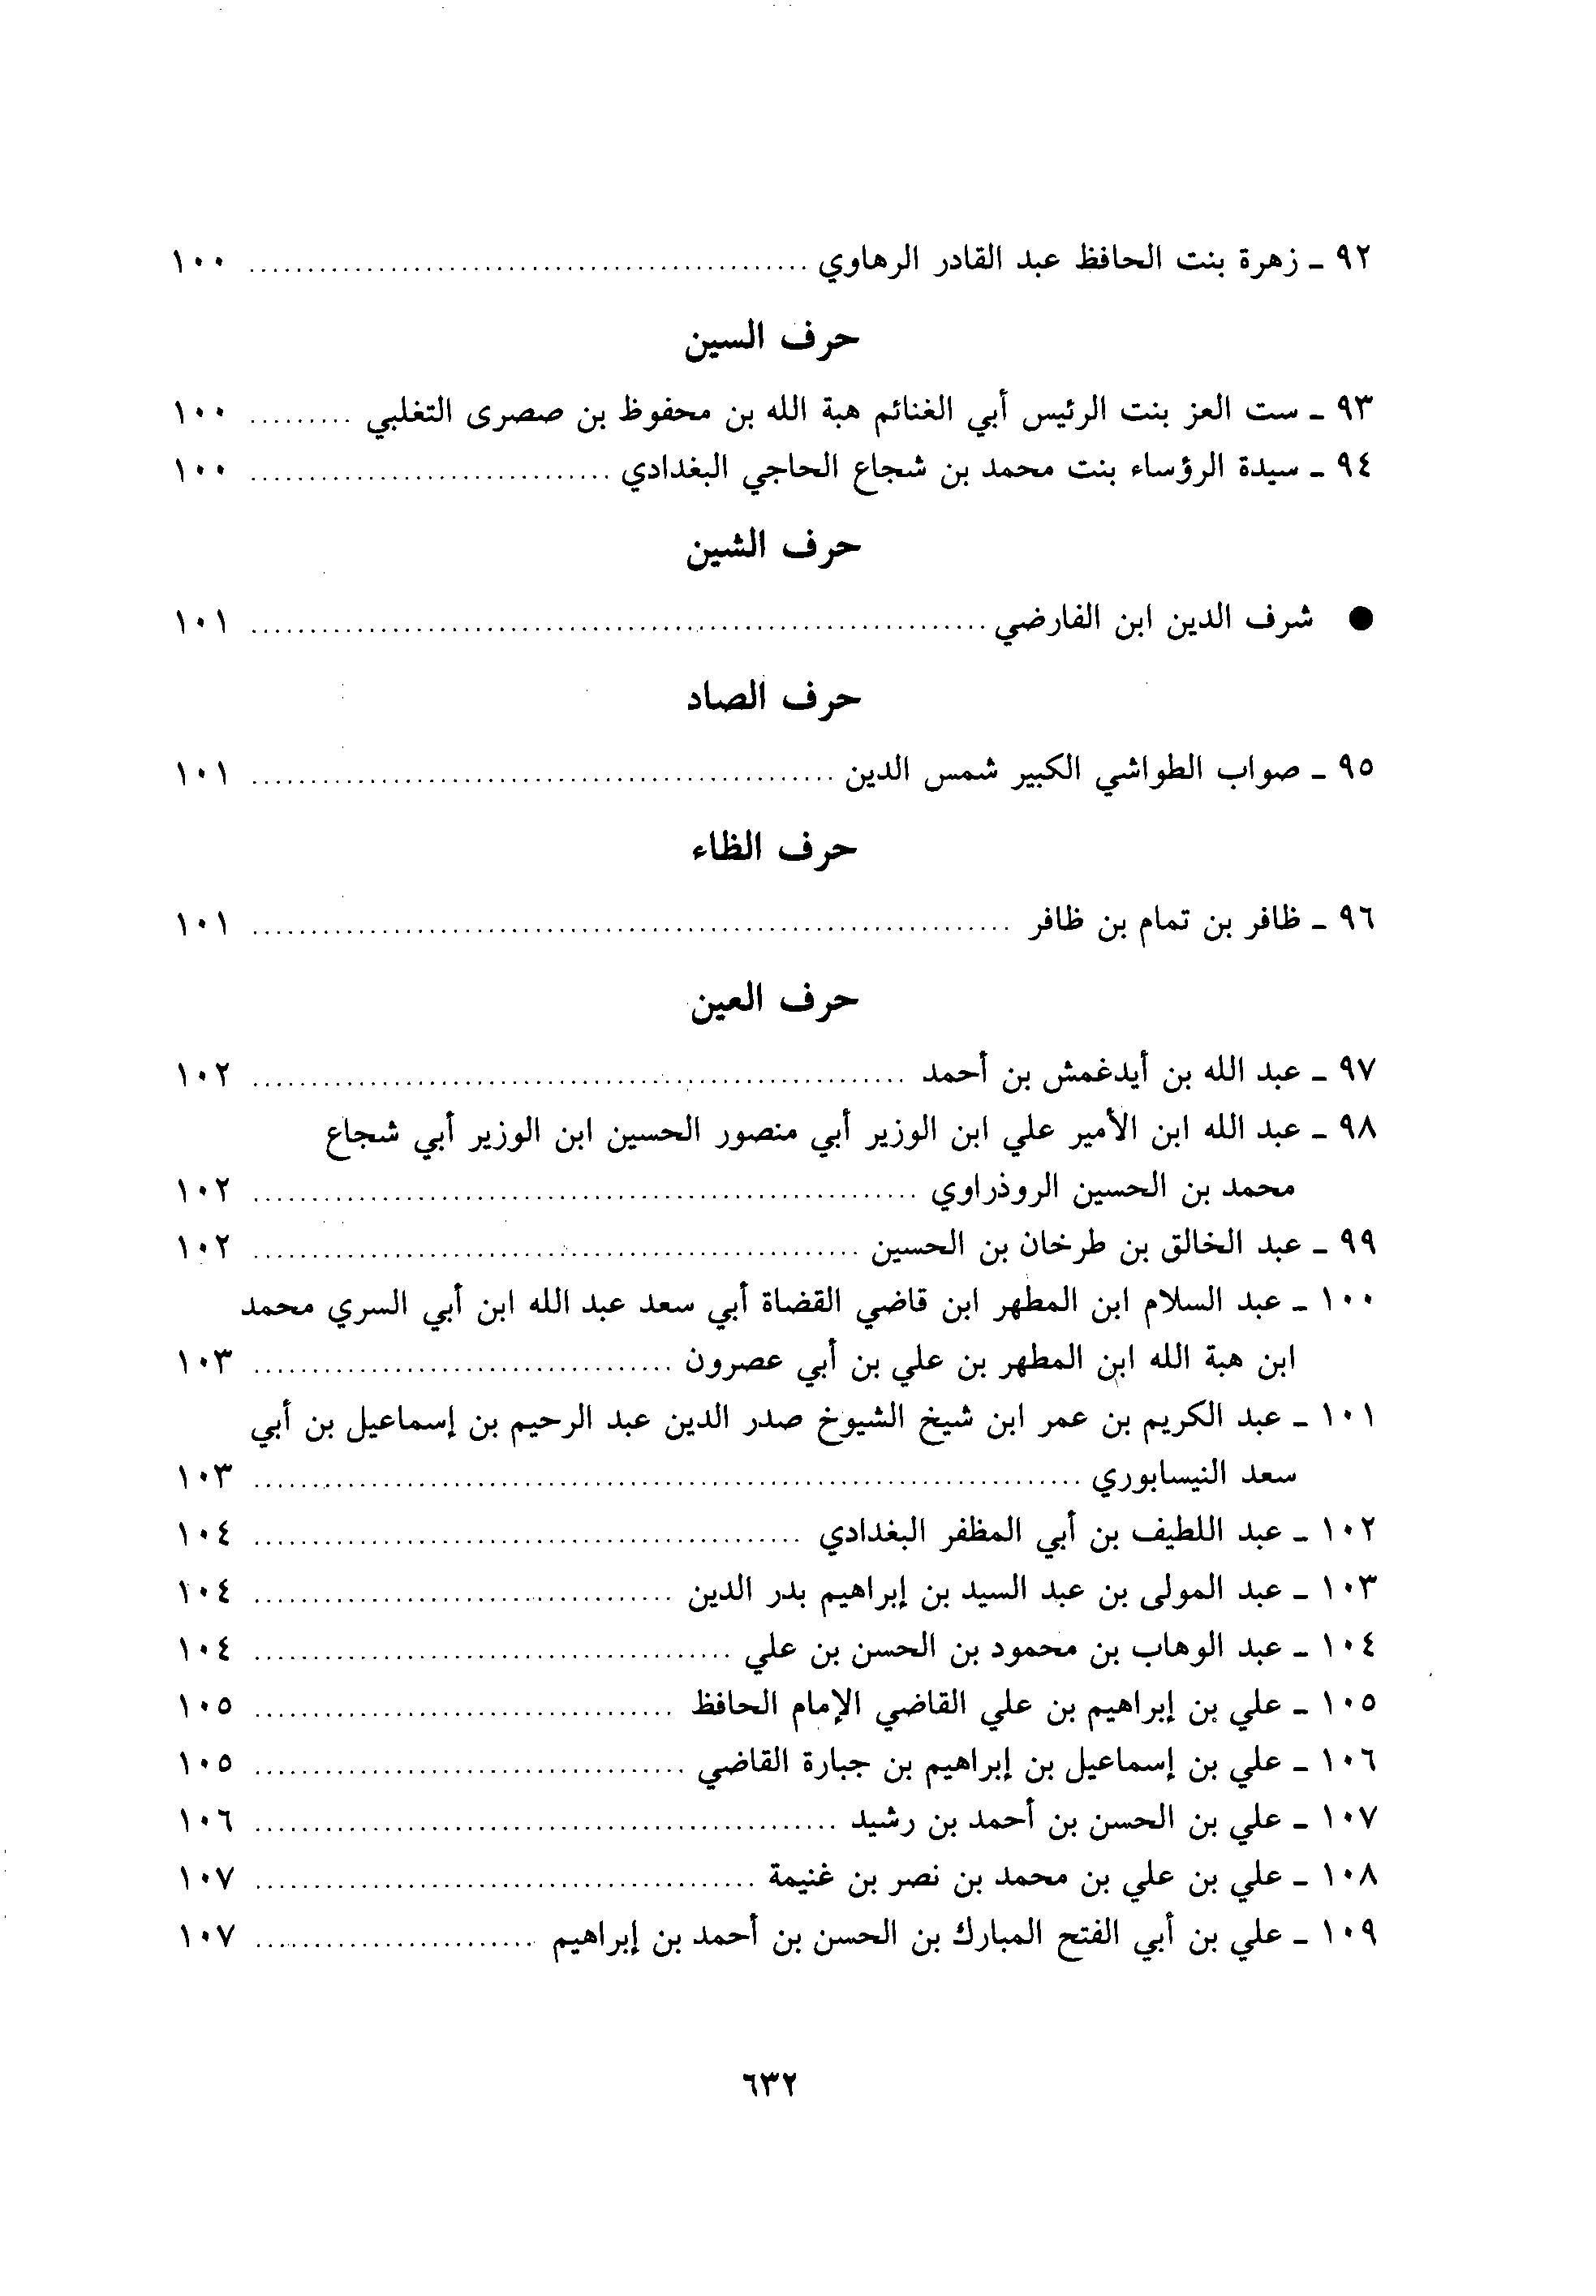 ٩٢ ـ زهرة بنت الحافظ عبد القادر الرهاوي ........................ ١٠٠
حرف السين
٩٣ ـ ست العز بنت الرئيس أبي الغنائم هبة الله بن محفوظ بن صصرى التغلبي ......... ١٠٠
٩٤ ـ سيدة الرؤساء بنت محمد بن شجاع الحاجي البغدادي ........................ ١٠٠
حرف الشين
● شرف الدين ابن الفارضي ........................ ١٠١
حرف الصاد
٩٥ ـ صواب الطواشي الكبير شمس الدين ........................ ١٠١
حرف الظاء
٩٦ ـ ظافر بن تمام بن ظافر ........................ ١٠١
حرف العين
٩٧ ـ عبد الله بن أيدغمش بن أحمد ........................ ١٠٢
٩٨ ـ عبد الله ابن الأمير علي ابن الوزير أبي منصور الحسين ابن الوزير أبي شجاع
محمد بن الحسين الروذراوي ........................ ١٠٢
٩٩ ـ عبد الخالق بن طرخان بن الحسين ........................ ١٠٢
١٠٠ ـ عبد السلام ابن المطهر ابن قاضي القضاة أبي سعد عبد الله ابن أبي السري محمد
ابن هبة الله ابن المطهر بن علي بن أبي عصرون ........................ ١٠٣
١٠١ ـ عبد الكريم بن عمر ابن شيخ الشيوخ صدر الدين عبد الرحيم بن إسماعيل بن أبي
سعد النيسابوري ........................ ١٠٣
١٠٢ ـ عبد اللطيف بن أبي المظفر البغدادي ........................ ١٠٤
١٠٣ ـ عبد المولى بن عبد السيد بن إبراهيم بدر الدين ........................ ١٠٤
١٠٤ ـ عبد الوهاب بن محمود بن الحسن بن علي ........................ ١٠٤
١٠٥ ـ علي بن إبراهيم بن علي القاضي الإمام الحافظ ........................ ١٠٥
١٠٦ ـ علي بن إسماعيل بن إبراهيم بن جبارة القاضي ........................ ١٠٥
١٠٧ ـ علي بن الحسن بن أحمد بن رشيد ........................ ١٠٦
١٠٨ ـ علي بن علي بن محمد بن نصر بن غنيمة ........................ ١٠٧
١٠٩ ـ علي بن أبي الفتح المبارك بن الحسن بن أحمد بن إبراهيم ........................ ١٠٧
٦٣٢